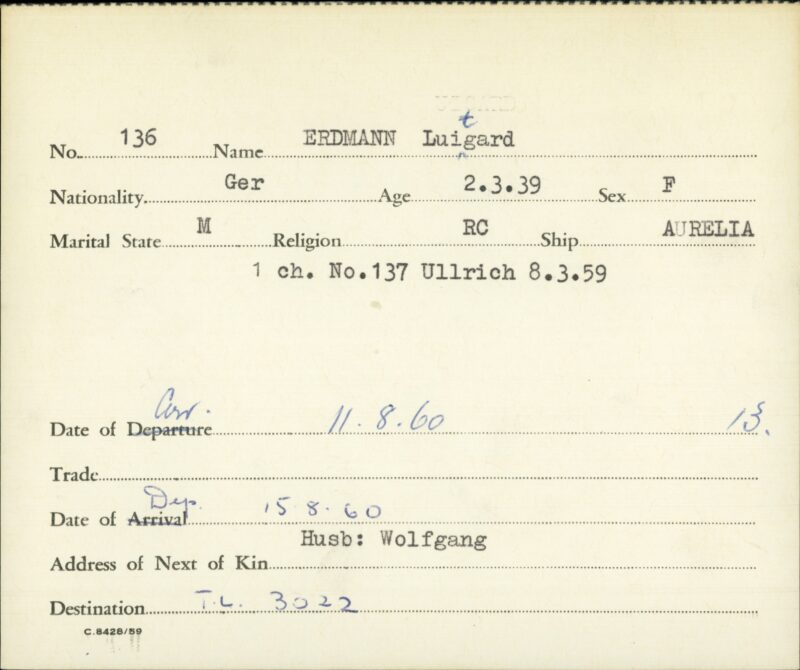 No. 136 Name ERDMANN Luitgard
Nationality Ger Age 2.3.39 Sex F
Marital State M Religion RC Ship AURELIA
1 ch. No.137 Ullrich 8.3.59
Arr.
Date of Departure 11.8.60
Trade
Dep.
Date of Arrival 15 8. 60
Husb: Wolfgang
Address of Next of Kin
Destination T.L. 3022
C.8428/59